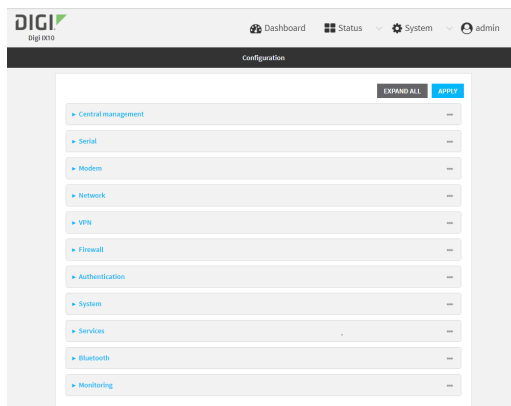 DIGI
Digi IX10
Dashboard
Status
System
admin
Configuration
EXPAND ALL
APPLY
Central management
Serial
Modem
Network
VPN
Firewall
Authentication
System
Services
Bluetooth
Monitoring